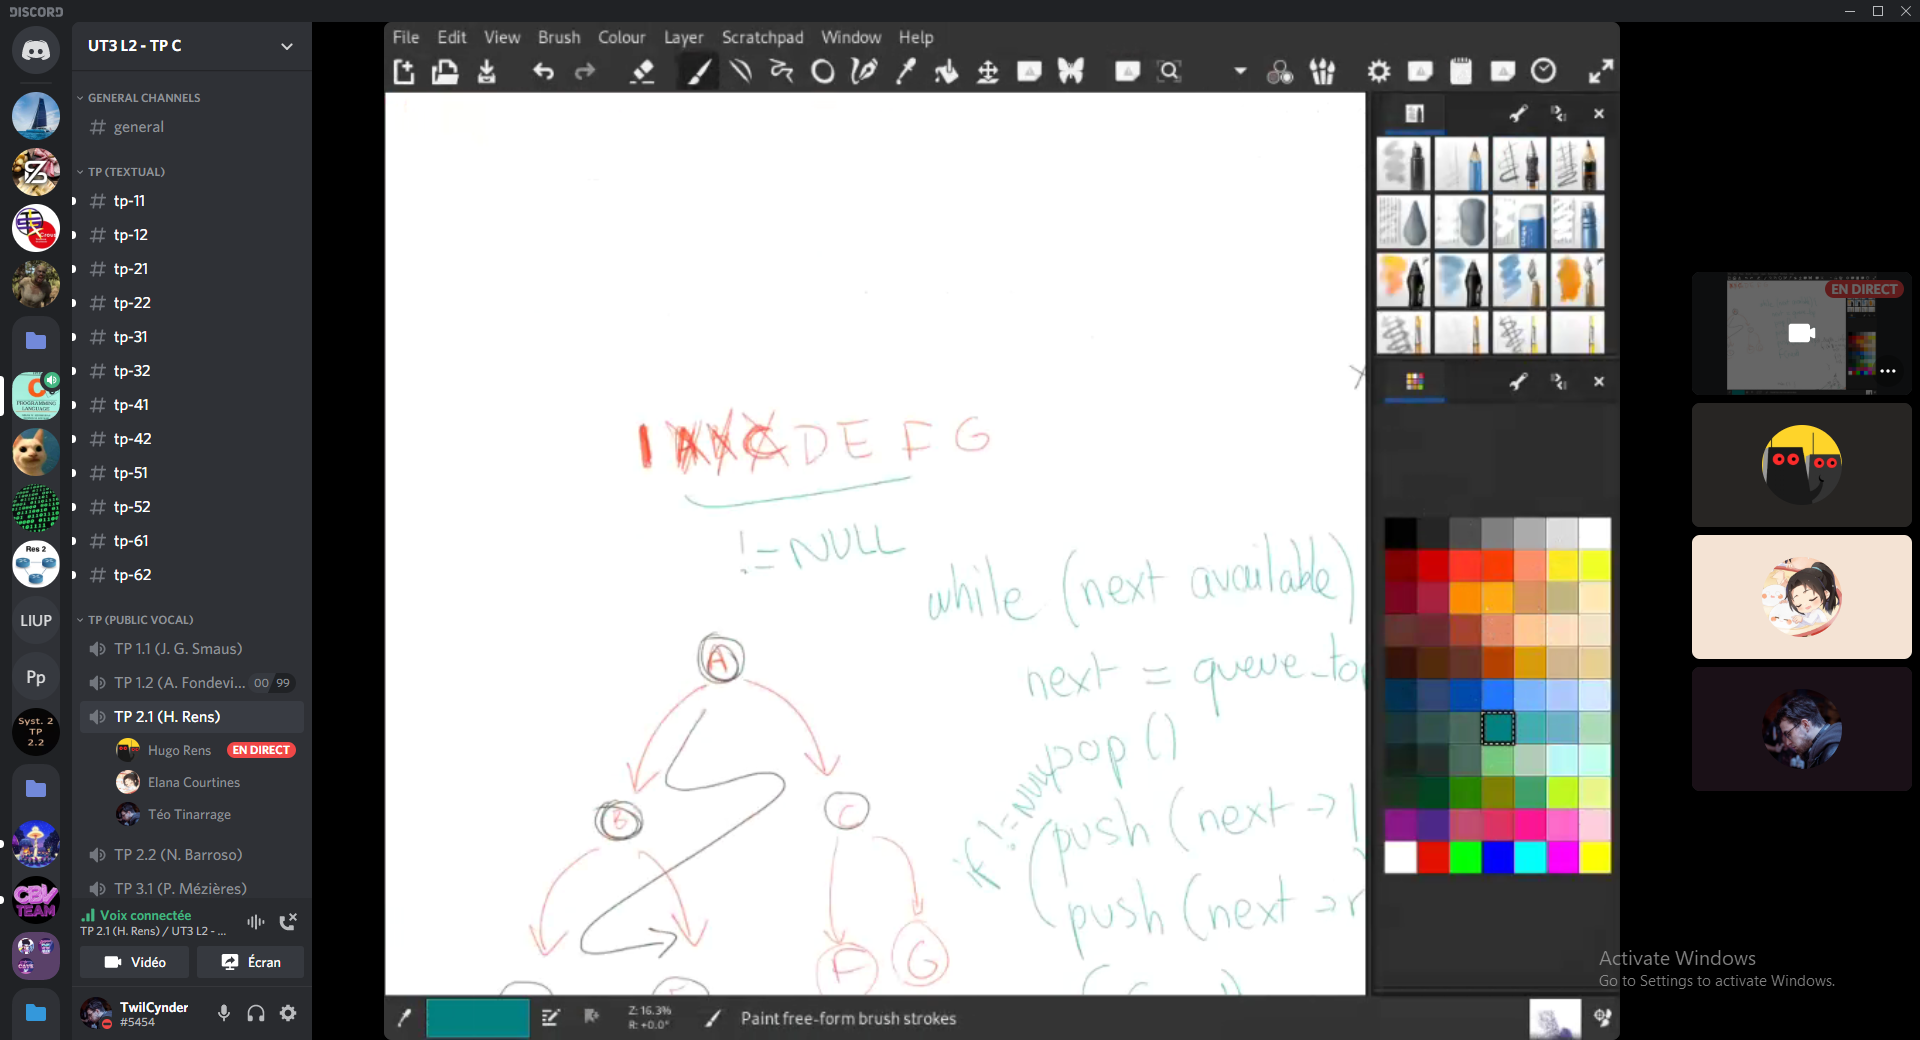 DISCORD
UT3 L2 - TP C
GENERAL CHANNELS
general
TP (TEXTUAL)
tp-11
tp-12
tp-21
tp-22
tp-31
tp-32
tp-41
tp-42
tp-51
tp-52
tp-61
tp-62
TP (PUBLIC VOCAL)
TP 1.1 (J. G. Smaus)
TP 1.2 (A. Fondevi... 00 99
TP 2.1 (H. Rens)
Hugo Rens EN DIRECT
Elana Courtines
Téo Tinarrage
TP 2.2 (N. Barroso)
TP 3.1 (P. Mézières)
Voix connectée
TP 2.1 (H. Rens) / UT3 L2 - ...
Vidéo Écran
TwilCynder
#5454
C
PROGRAMMING
LANGUAGE
Res 2
LIUP
Pp
Syst. 2
TP
2.2
CBV
TEAM
File Edit View Brush Colour Layer Scratchpad Window Help
D E F G
!= NULL
while (next available)
next = queue_to
pop ()
if != NULL
push (next ->
push (next -> r
A
B C
F G
Z: 16.3%
R: +0.0°
Paint free-form brush strokes
EN DIRECT
Activate Windows
Go to Settings to activate Windows.